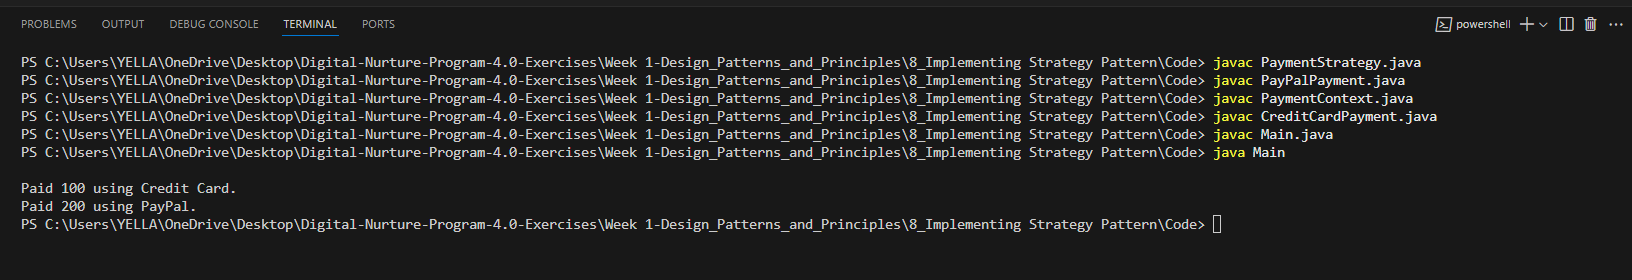 PROBLEMS OUTPUT DEBUG CONSOLE TERMINAL PORTS powershell
PS C:\Users\YELLA\OneDrive\Desktop\Digital-Nurture-Program-4.0-Exercises\Week 1-Design_Patterns_and_Principles\8_Implementing Strategy Pattern\Code> javac PaymentStrategy.java
PS C:\Users\YELLA\OneDrive\Desktop\Digital-Nurture-Program-4.0-Exercises\Week 1-Design_Patterns_and_Principles\8_Implementing Strategy Pattern\Code> javac PayPalPayment.java
PS C:\Users\YELLA\OneDrive\Desktop\Digital-Nurture-Program-4.0-Exercises\Week 1-Design_Patterns_and_Principles\8_Implementing Strategy Pattern\Code> javac PaymentContext.java
PS C:\Users\YELLA\OneDrive\Desktop\Digital-Nurture-Program-4.0-Exercises\Week 1-Design_Patterns_and_Principles\8_Implementing Strategy Pattern\Code> javac CreditCardPayment.java
PS C:\Users\YELLA\OneDrive\Desktop\Digital-Nurture-Program-4.0-Exercises\Week 1-Design_Patterns_and_Principles\8_Implementing Strategy Pattern\Code> javac Main.java
PS C:\Users\YELLA\OneDrive\Desktop\Digital-Nurture-Program-4.0-Exercises\Week 1-Design_Patterns_and_Principles\8_Implementing Strategy Pattern\Code> java Main
Paid 100 using Credit Card.
Paid 200 using PayPal.
PS C:\Users\YELLA\OneDrive\Desktop\Digital-Nurture-Program-4.0-Exercises\Week 1-Design_Patterns_and_Principles\8_Implementing Strategy Pattern\Code>